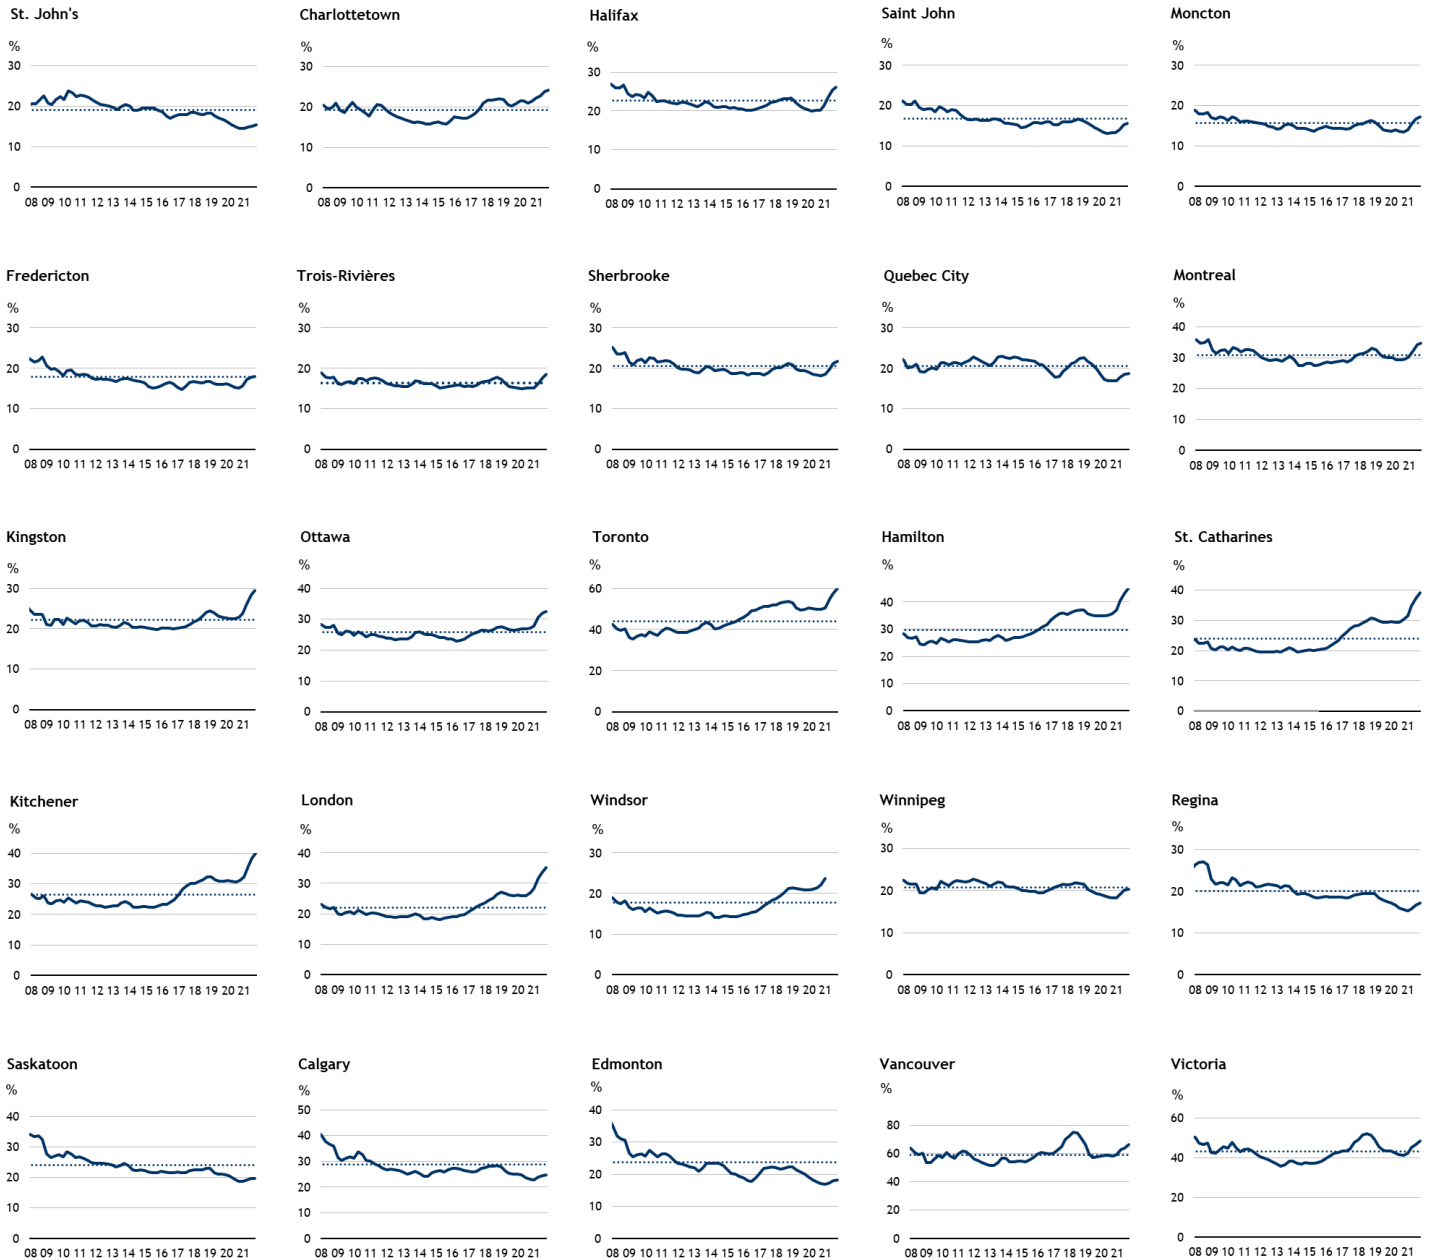 St. John's Charlottetown Halifax Saint John Moncton
% % % % %
30 30 30 30 30
20 20 20 20 20
10 10 10 10 10
0 0 0 0 0
08 09 10 11 12 13 14 15 16 17 18 19 20 21 08 09 10 11 12 13 14 15 16 17 18 19 20 21 08 09 10 11 12 13 14 15 16 17 18 19 20 21 08 09 10 11 12 13 14 15 16 17 18 19 20 21 08 09 10 11 12 13 14 15 16 17 18 19 20 21
Fredericton Trois-Rivières Sherbrooke Quebec City Montreal
% % % % %
30 30 30 30 40
20 20 20 20 30
10 10 10 10 20
0 0 0 0 10
0
08 09 10 11 12 13 14 15 16 17 18 19 20 21 08 09 10 11 12 13 14 15 16 17 18 19 20 21 08 09 10 11 12 13 14 15 16 17 18 19 20 21 08 09 10 11 12 13 14 15 16 17 18 19 20 21 08 09 10 11 12 13 14 15 16 17 18 19 20 21
Kingston Ottawa Toronto Hamilton St. Catharines
% % % % %
30 40 60 40 40
20 30 40 30 30
10 20 20 20 20
0 10 0 10 10
0 0 0
08 09 10 11 12 13 14 15 16 17 18 19 20 21 08 09 10 11 12 13 14 15 16 17 18 19 20 21 08 09 10 11 12 13 14 15 16 17 18 19 20 21 08 09 10 11 12 13 14 15 16 17 18 19 20 21 08 09 10 11 12 13 14 15 16 17 18 19 20 21
Kitchener London Windsor Winnipeg Regina
% % % % %
40 40 30 30 30
30 30 20 20 20
20 20 10 10 10
10 10 0 0 0
0 0
08 09 10 11 12 13 14 15 16 17 18 19 20 21 08 09 10 11 12 13 14 15 16 17 18 19 20 21 08 09 10 11 12 13 14 15 16 17 18 19 20 21 08 09 10 11 12 13 14 15 16 17 18 19 20 21 08 09 10 11 12 13 14 15 16 17 18 19 20 21
Saskatoon Calgary Edmonton Vancouver Victoria
% % % % %
40 50 40 80 60
30 40 30 60 40
20 30 20 40 20
10 20 10 20 0
0 10 0 0
0
08 09 10 11 12 13 14 15 16 17 18 19 20 21 08 09 10 11 12 13 14 15 16 17 18 19 20 21 08 09 10 11 12 13 14 15 16 17 18 19 20 21 08 09 10 11 12 13 14 15 16 17 18 19 20 21 08 09 10 11 12 13 14 15 16 17 18 19 20 21